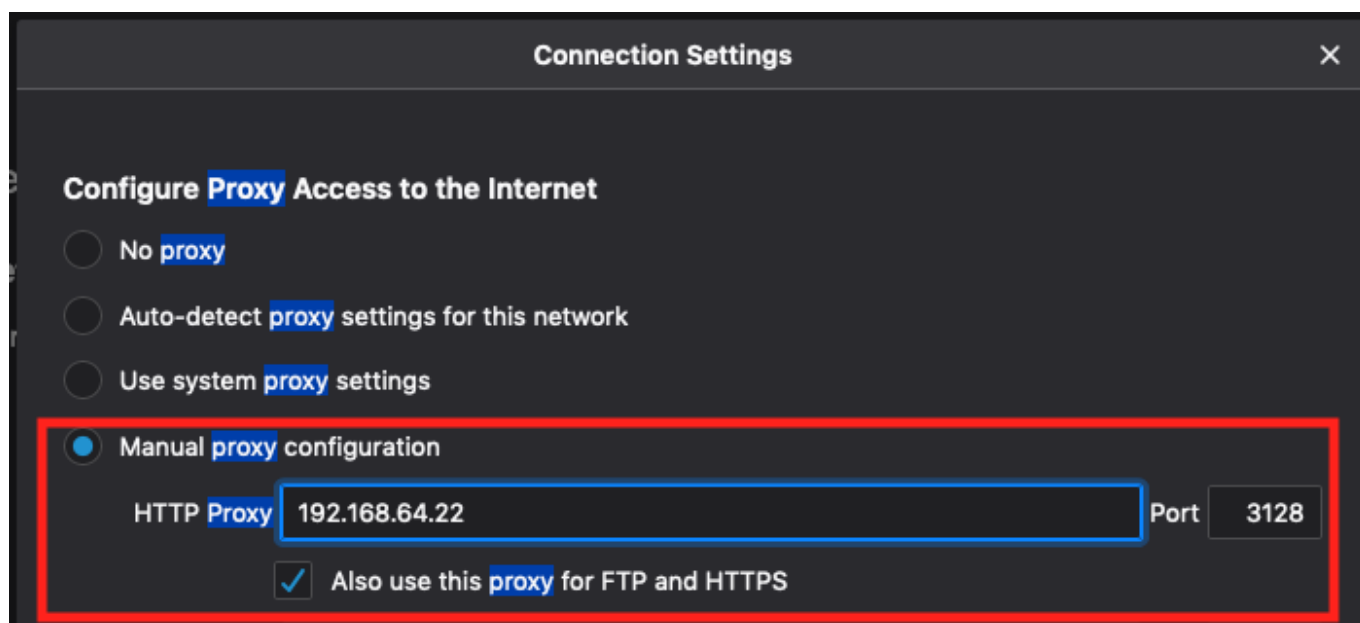 Connection Settings
Configure Proxy Access to the Internet
No proxy
Auto-detect proxy settings for this network
Use system proxy settings
Manual proxy configuration
HTTP Proxy 192.168.64.22 Port 3128
Also use this proxy for FTP and HTTPS